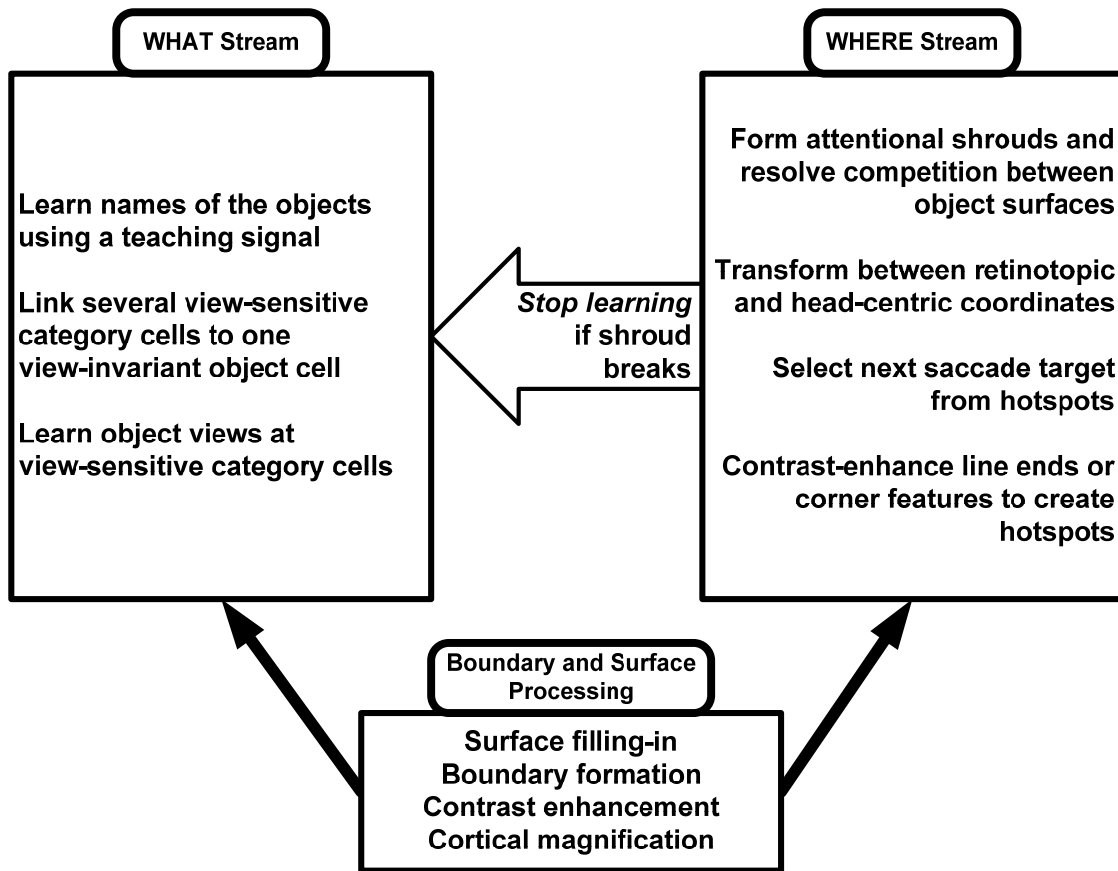 WHAT Stream
Learn names of the objects
using a teaching signal
Link several view-sensitive
category cells to one
view-invariant object cell
Learn object views at
view-sensitive category cells
Stop learning
if shroud
breaks
WHERE Stream
Form attentional shrouds and
resolve competition between
object surfaces
Transform between retinotopic
and head-centric coordinates
Select next saccade target
from hotspots
Contrast-enhance line ends or
corner features to create
hotspots
Boundary and Surface
Processing
Surface filling-in
Boundary formation
Contrast enhancement
Cortical magnification